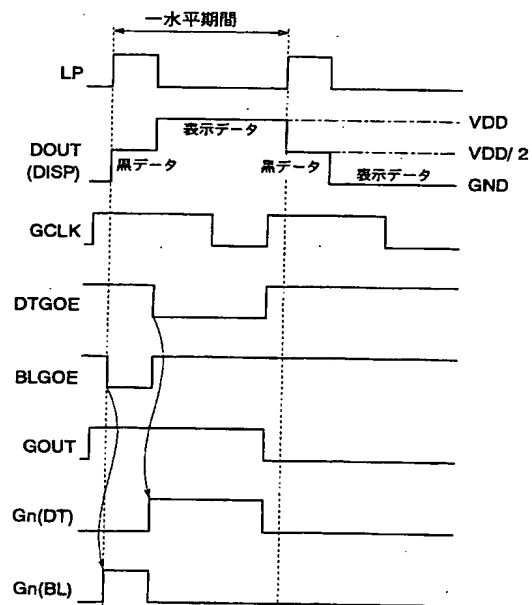 一水平期間
LP
表示データ
VDD
DOUT
(DISP)
黒データ
黒データ
VDD/2
表示データ
GND
GCLK
DTGOE
BLGOE
GOUT
Gn(DT)
Gn(BL)